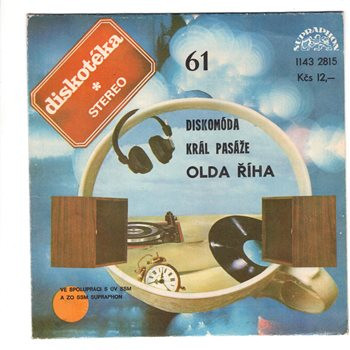 diskotéka
*
STEREO
61
SUPRAPHON
1143 2815
Kčs 12,–
DISKOMÓDA
KRÁL PASÁŽE
OLDA ŘÍHA
VE SPOLUPRÁCI S ÚV SSM
A ZO SSM SUPRAPHON